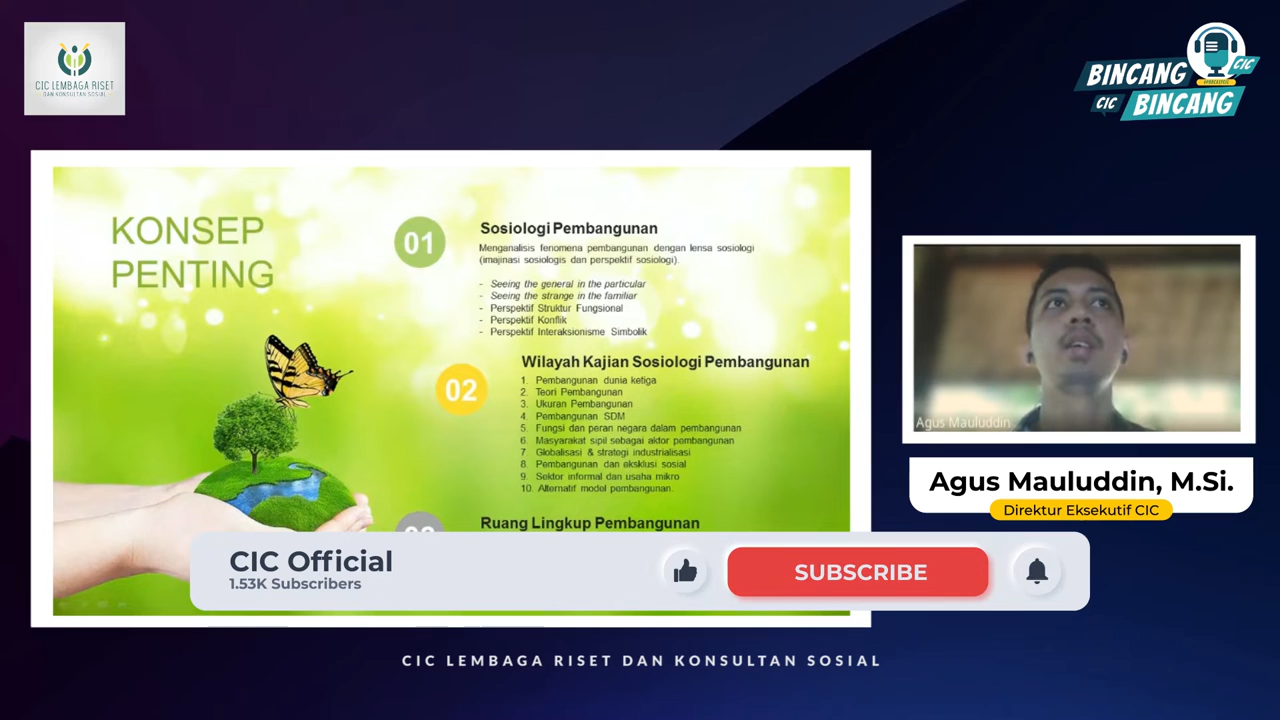 CIC LEMBAGA RISET
DAN KONSULTAN SOSIAL
BINCANG
CIC
CIC BINCANG
KONSEP
PENTING
01
Sosiologi Pembangunan
Menganalisis fenomena pembangunan dengan lensa sosiologi
(imajinasi sosiologis dan perspektif sosiologi).
- Seeing the general in the particular
- Seeing the strange in the familiar
- Perspektif Struktur Fungsional
- Perspektif Konflik
- Perspektif Interaksionisme Simbolik
02
Wilayah Kajian Sosiologi Pembangunan
1. Pembangunan dunia ketiga
2. Teori Pembangunan
3. Ukuran Pembangunan
4. Pembangunan SDM
5. Fungsi dan peran negara dalam pembangunan
6. Masyarakat sipil sebagai aktor pembangunan
7. Globalisasi & strategi industrialisasi
8. Pembangunan dan eksklusi sosial
9. Sektor informal dan usaha mikro
10. Alternatif model pembangunan.
Ruang Lingkup Pembangunan
Agus Mauluddin
Agus Mauluddin, M.Si.
Direktur Eksekutif CIC
CIC Official
1.53K Subscribers
SUBSCRIBE
CIC LEMBAGA RISET DAN KONSULTAN SOSIAL